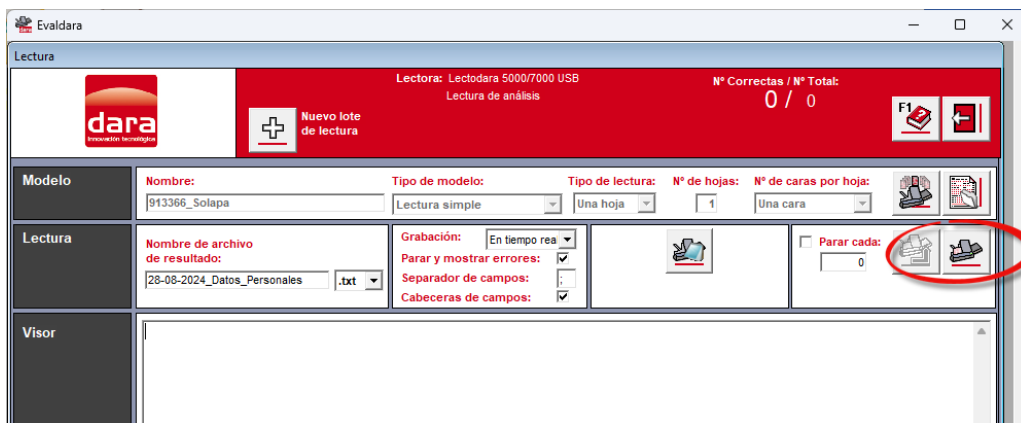 Evaldara
Lectura
dara
innovación tecnológica
Nuevo lote
de lectura
Lectora: Lectodara 5000/7000 USB
Lectura de análisis
Nº Correctas / Nº Total:
0 / 0
F1
Modelo
Nombre:
913366_Solapa
Tipo de modelo:
Lectura simple
Tipo de lectura:
Una hoja
Nº de hojas:
1
Nº de caras por hoja:
Una cara
Lectura
Nombre de archivo
de resultado:
28-08-2024_Datos_Personales
.txt
Grabación:
En tiempo rea
Parar y mostrar errores:
Separador de campos:
;
Cabeceras de campos:
Parar cada:
0
Visor